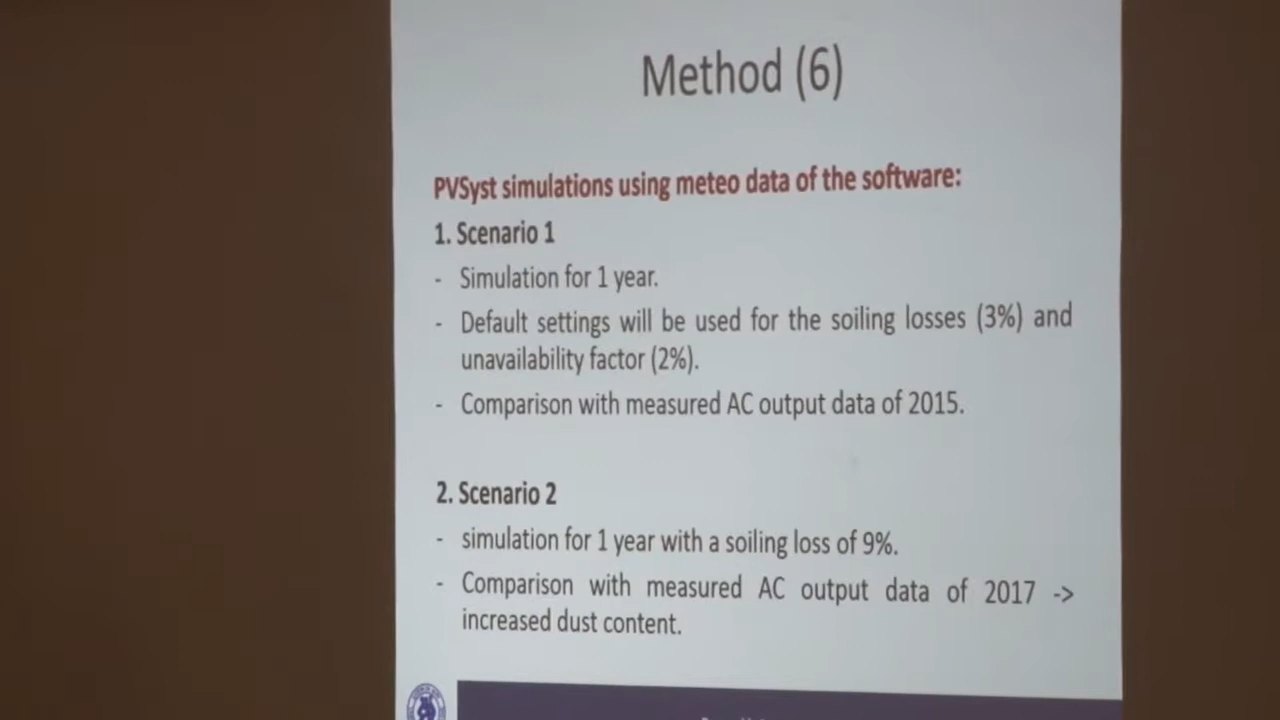 Method (6)
PVSyst simulations using meteo data of the software:
1. Scenario 1
- Simulation for 1 year.
- Default settings will be used for the soiling losses (3%) and
unavailability factor (2%).
- Comparison with measured AC output data of 2015.
2. Scenario 2
- simulation for 1 year with a soiling loss of 9%.
- Comparison with measured AC output data of 2017 ->
increased dust content.